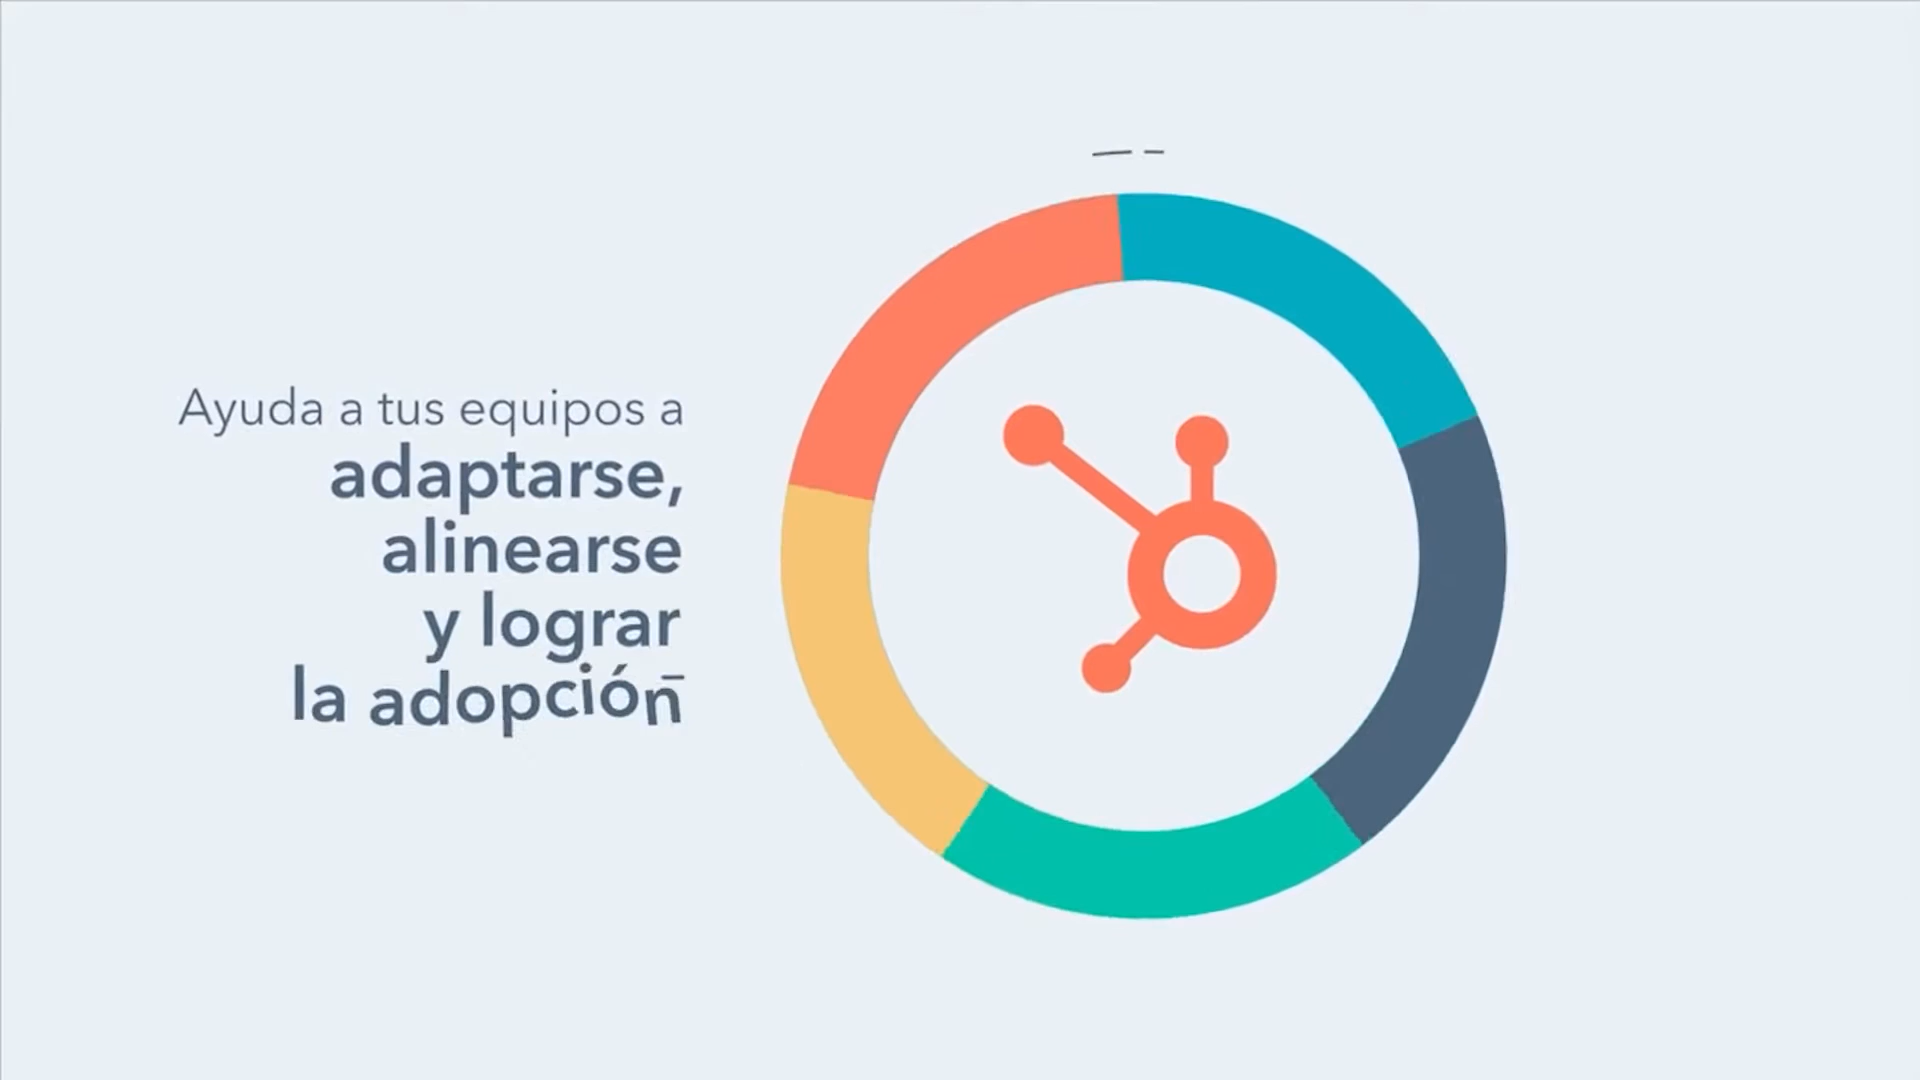 Ayuda a tus equipos a
adaptarse,
alinearse
y lograr
la adopción